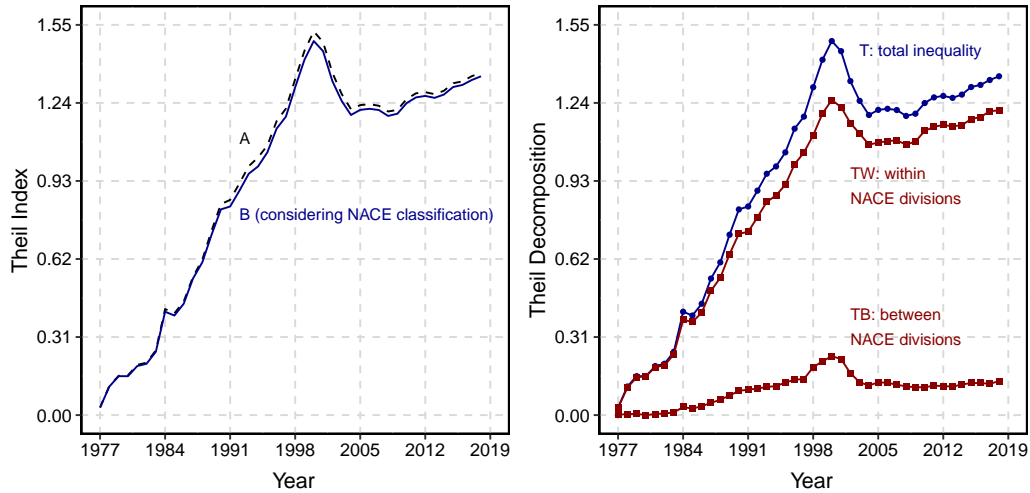 Theil Index
1.55
1.24
0.93
0.62
0.31
0.00
A
B (considering NACE classification)
1977
1984
1991
1998
2005
2012
2019
Year
Theil Decomposition
1.55
1.24
0.93
0.62
0.31
0.00
T: total inequality
TW: within
NACE divisions
TB: between
NACE divisions
1977
1984
1991
1998
2005
2012
2019
Year